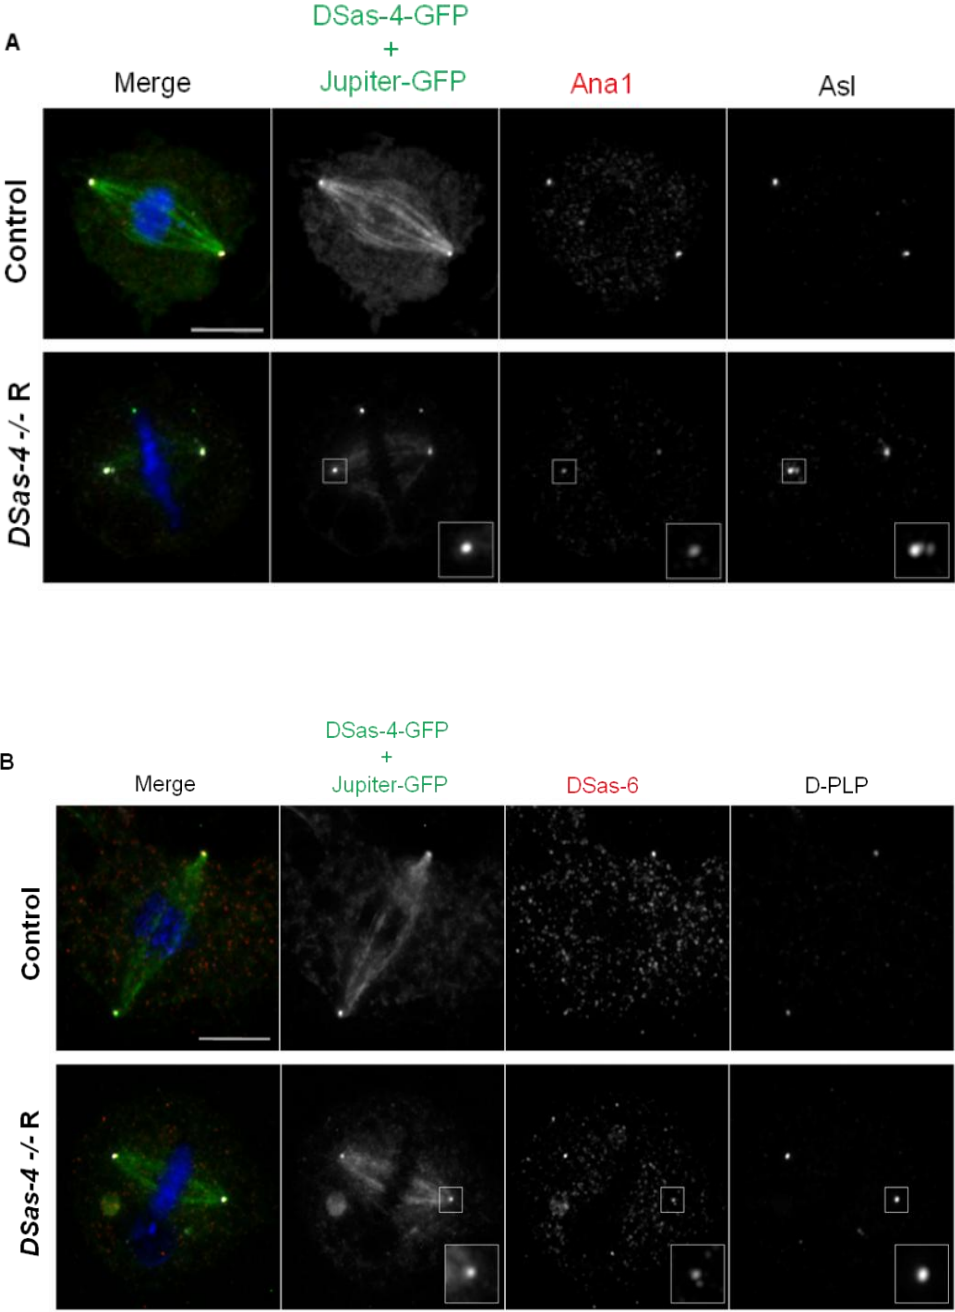 A
DSas-4-GFP
+
Merge Jupiter-GFP Ana1 Asl
Control
DSas-4 -/- R
B
DSas-4-GFP
+
Merge Jupiter-GFP DSas-6 D-PLP
Control
DSas-4 -/- R